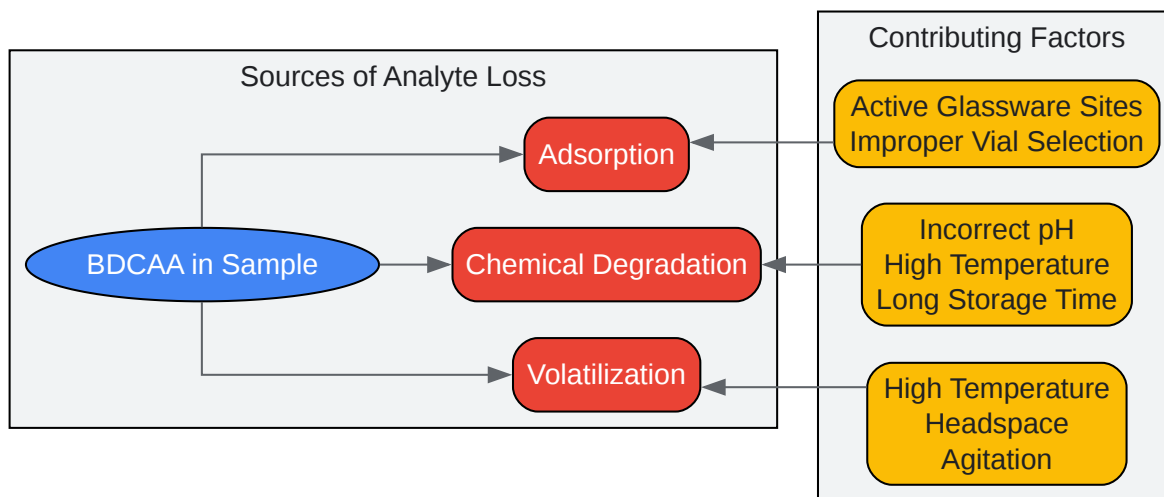 Sources of Analyte Loss
BDCAA in Sample
Adsorption
Chemical Degradation
Volatilization
Contributing Factors
Active Glassware Sites
Improper Vial Selection
Incorrect pH
High Temperature
Long Storage Time
High Temperature
Headspace
Agitation